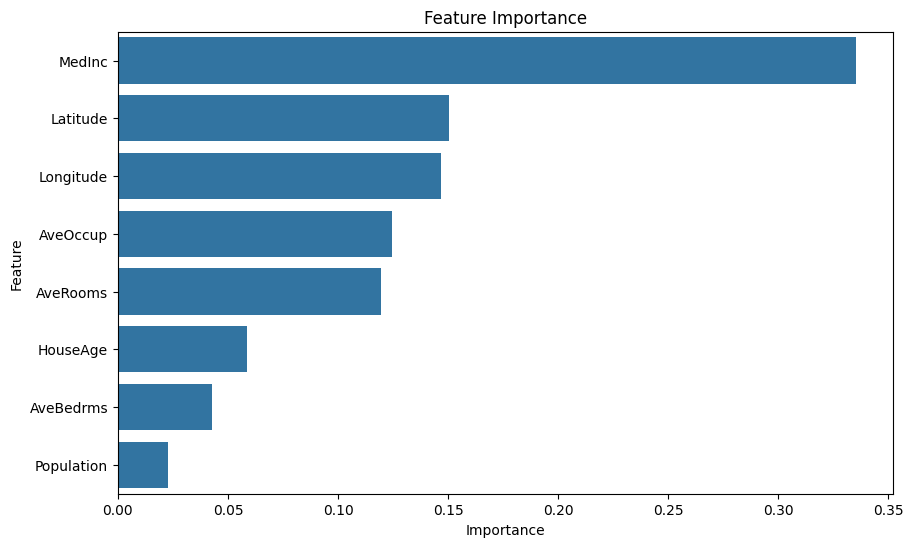 Feature Importance
MedInc
Latitude
Longitude
AveOccup
AveRooms
HouseAge
AveBedrms
Population
Feature
0.00 0.05 0.10 0.15 0.20 0.25 0.30 0.35
Importance